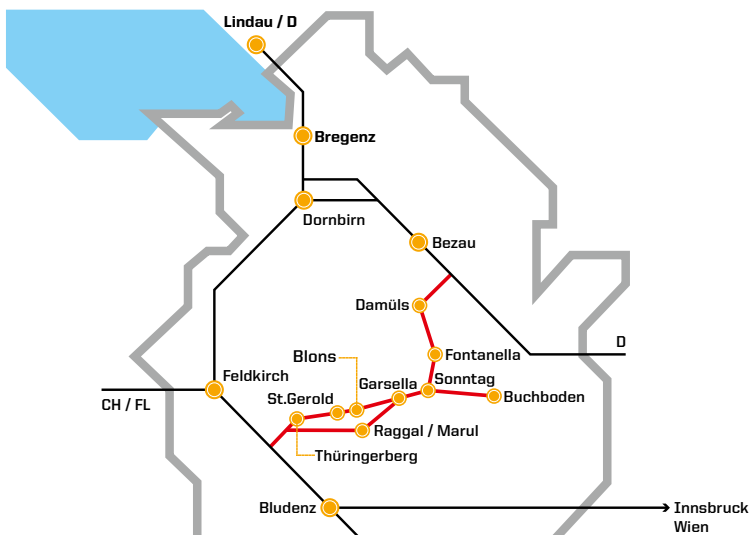 Lindau / D
Bregenz
Dornbirn
Bezau
Damüls
D
Blons
Fontanella
Feldkirch
Garsella
Sonntag
CH / FL
St.Gerold
Buchboden
Raggal / Marul
Thüringerberg
Bludenz
Innsbruck
Wien